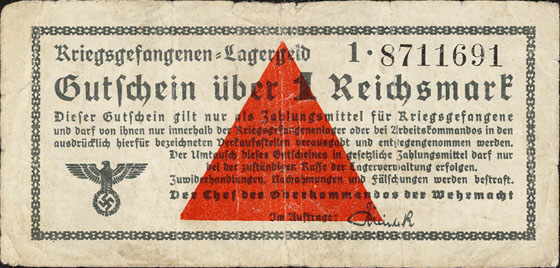 Kriegsgefangenen-Lagergeld 1·8711691
Gutschein über 1 Reichsmark
Dieser Gutschein gilt nur als Zahlungsmittel für Kriegsgefangene
und darf von ihnen nur innerhalb der Kriegsgefangenenlager oder bei Arbeitskommandos in den
ausdrücklich hierfür bezeichneten Verkaufsstellen verausgabt und entgegengenommen werden.
Der Umtausch dieses Gutscheines in gesetzliche Zahlungsmittel darf nur
bei der zuständigen Kasse der Lagerverwaltung erfolgen.
Zuwiderhandlungen, Nachahmungen und Fälschungen werden bestraft.
Der Chef des Oberkommandos der Wehrmacht
Im Auftrage: